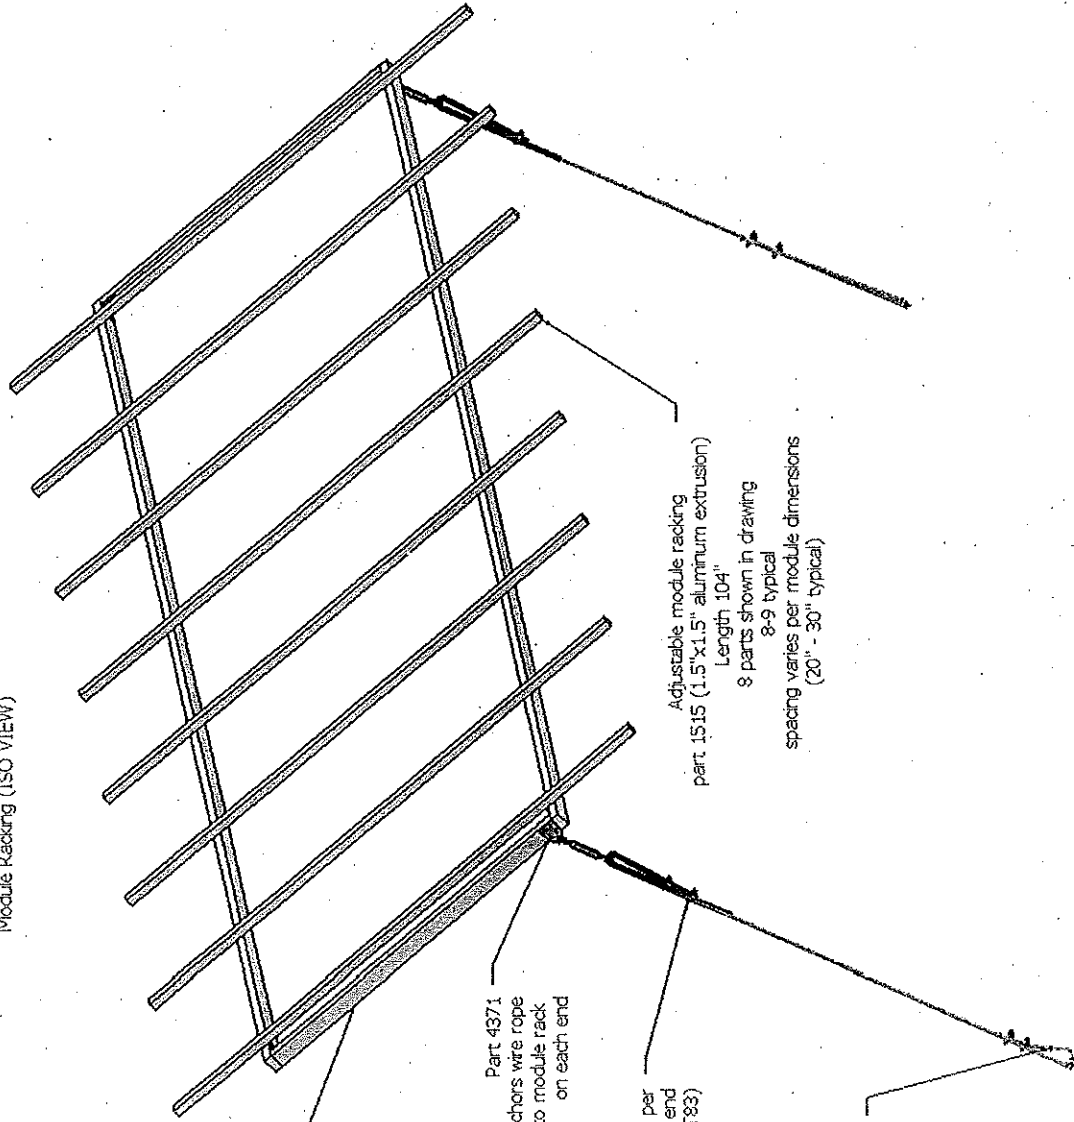 Module Racking (ISO VIEW)
Adjustable module racking
part 1515 (1.5"x1.5" aluminum extrusion)
Length 104"
8 parts shown in drawing
8-9 typical
spacing varies per module dimensions
(20" - 30" typical)
Part 4371
chors wire rope
to module rack
on each end
per
end
T83)